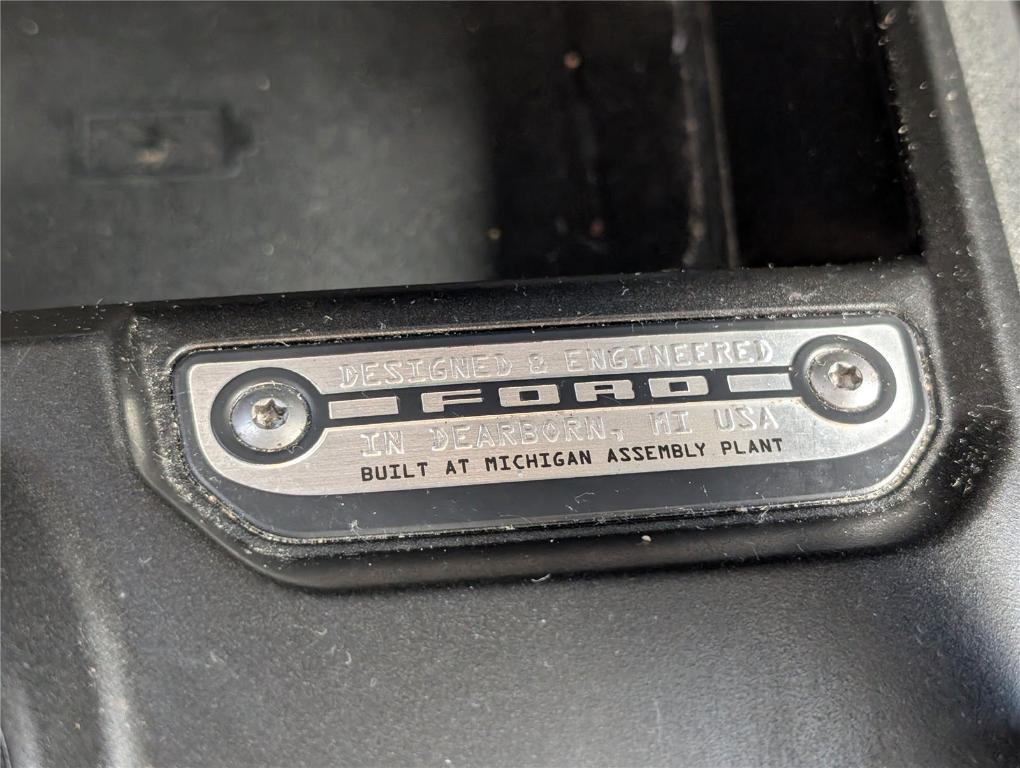 DESIGNED & ENGINEERED
FORD
IN DEARBORN, MI USA
BUILT AT MICHIGAN ASSEMBLY PLANT